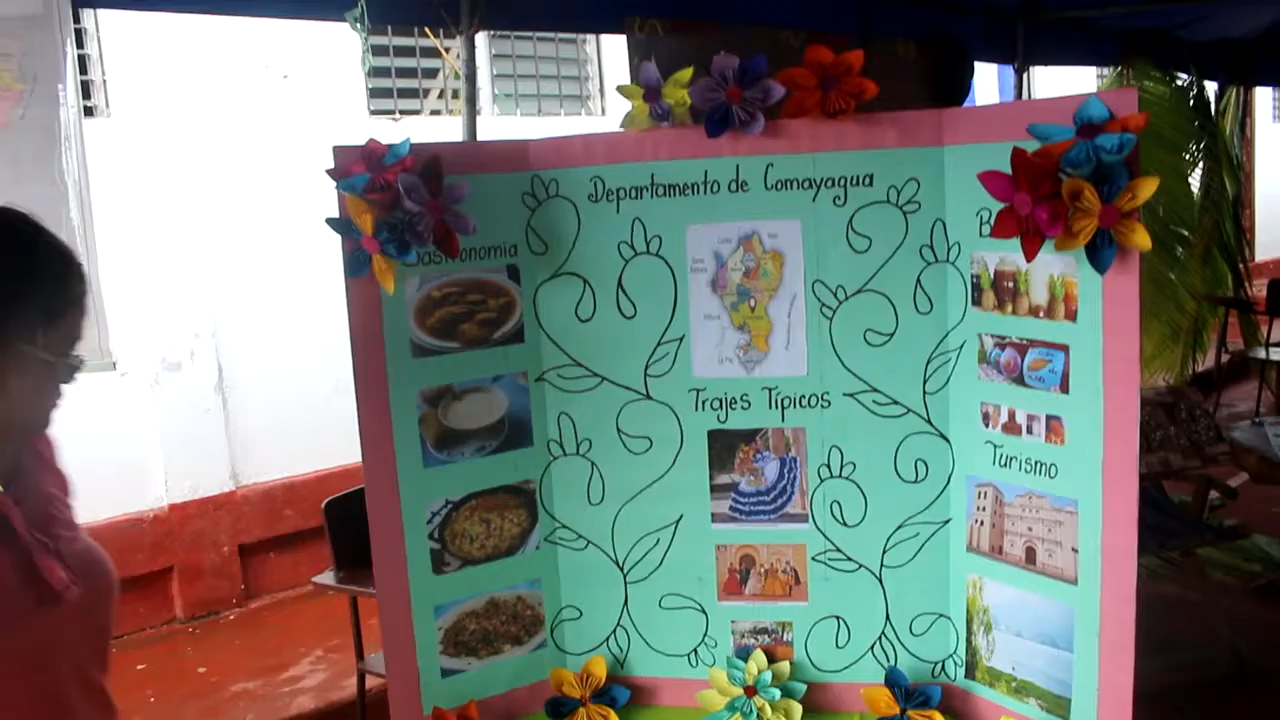 Departamento de Comayagua
Gastronomia
Trajes Típicos
Turismo